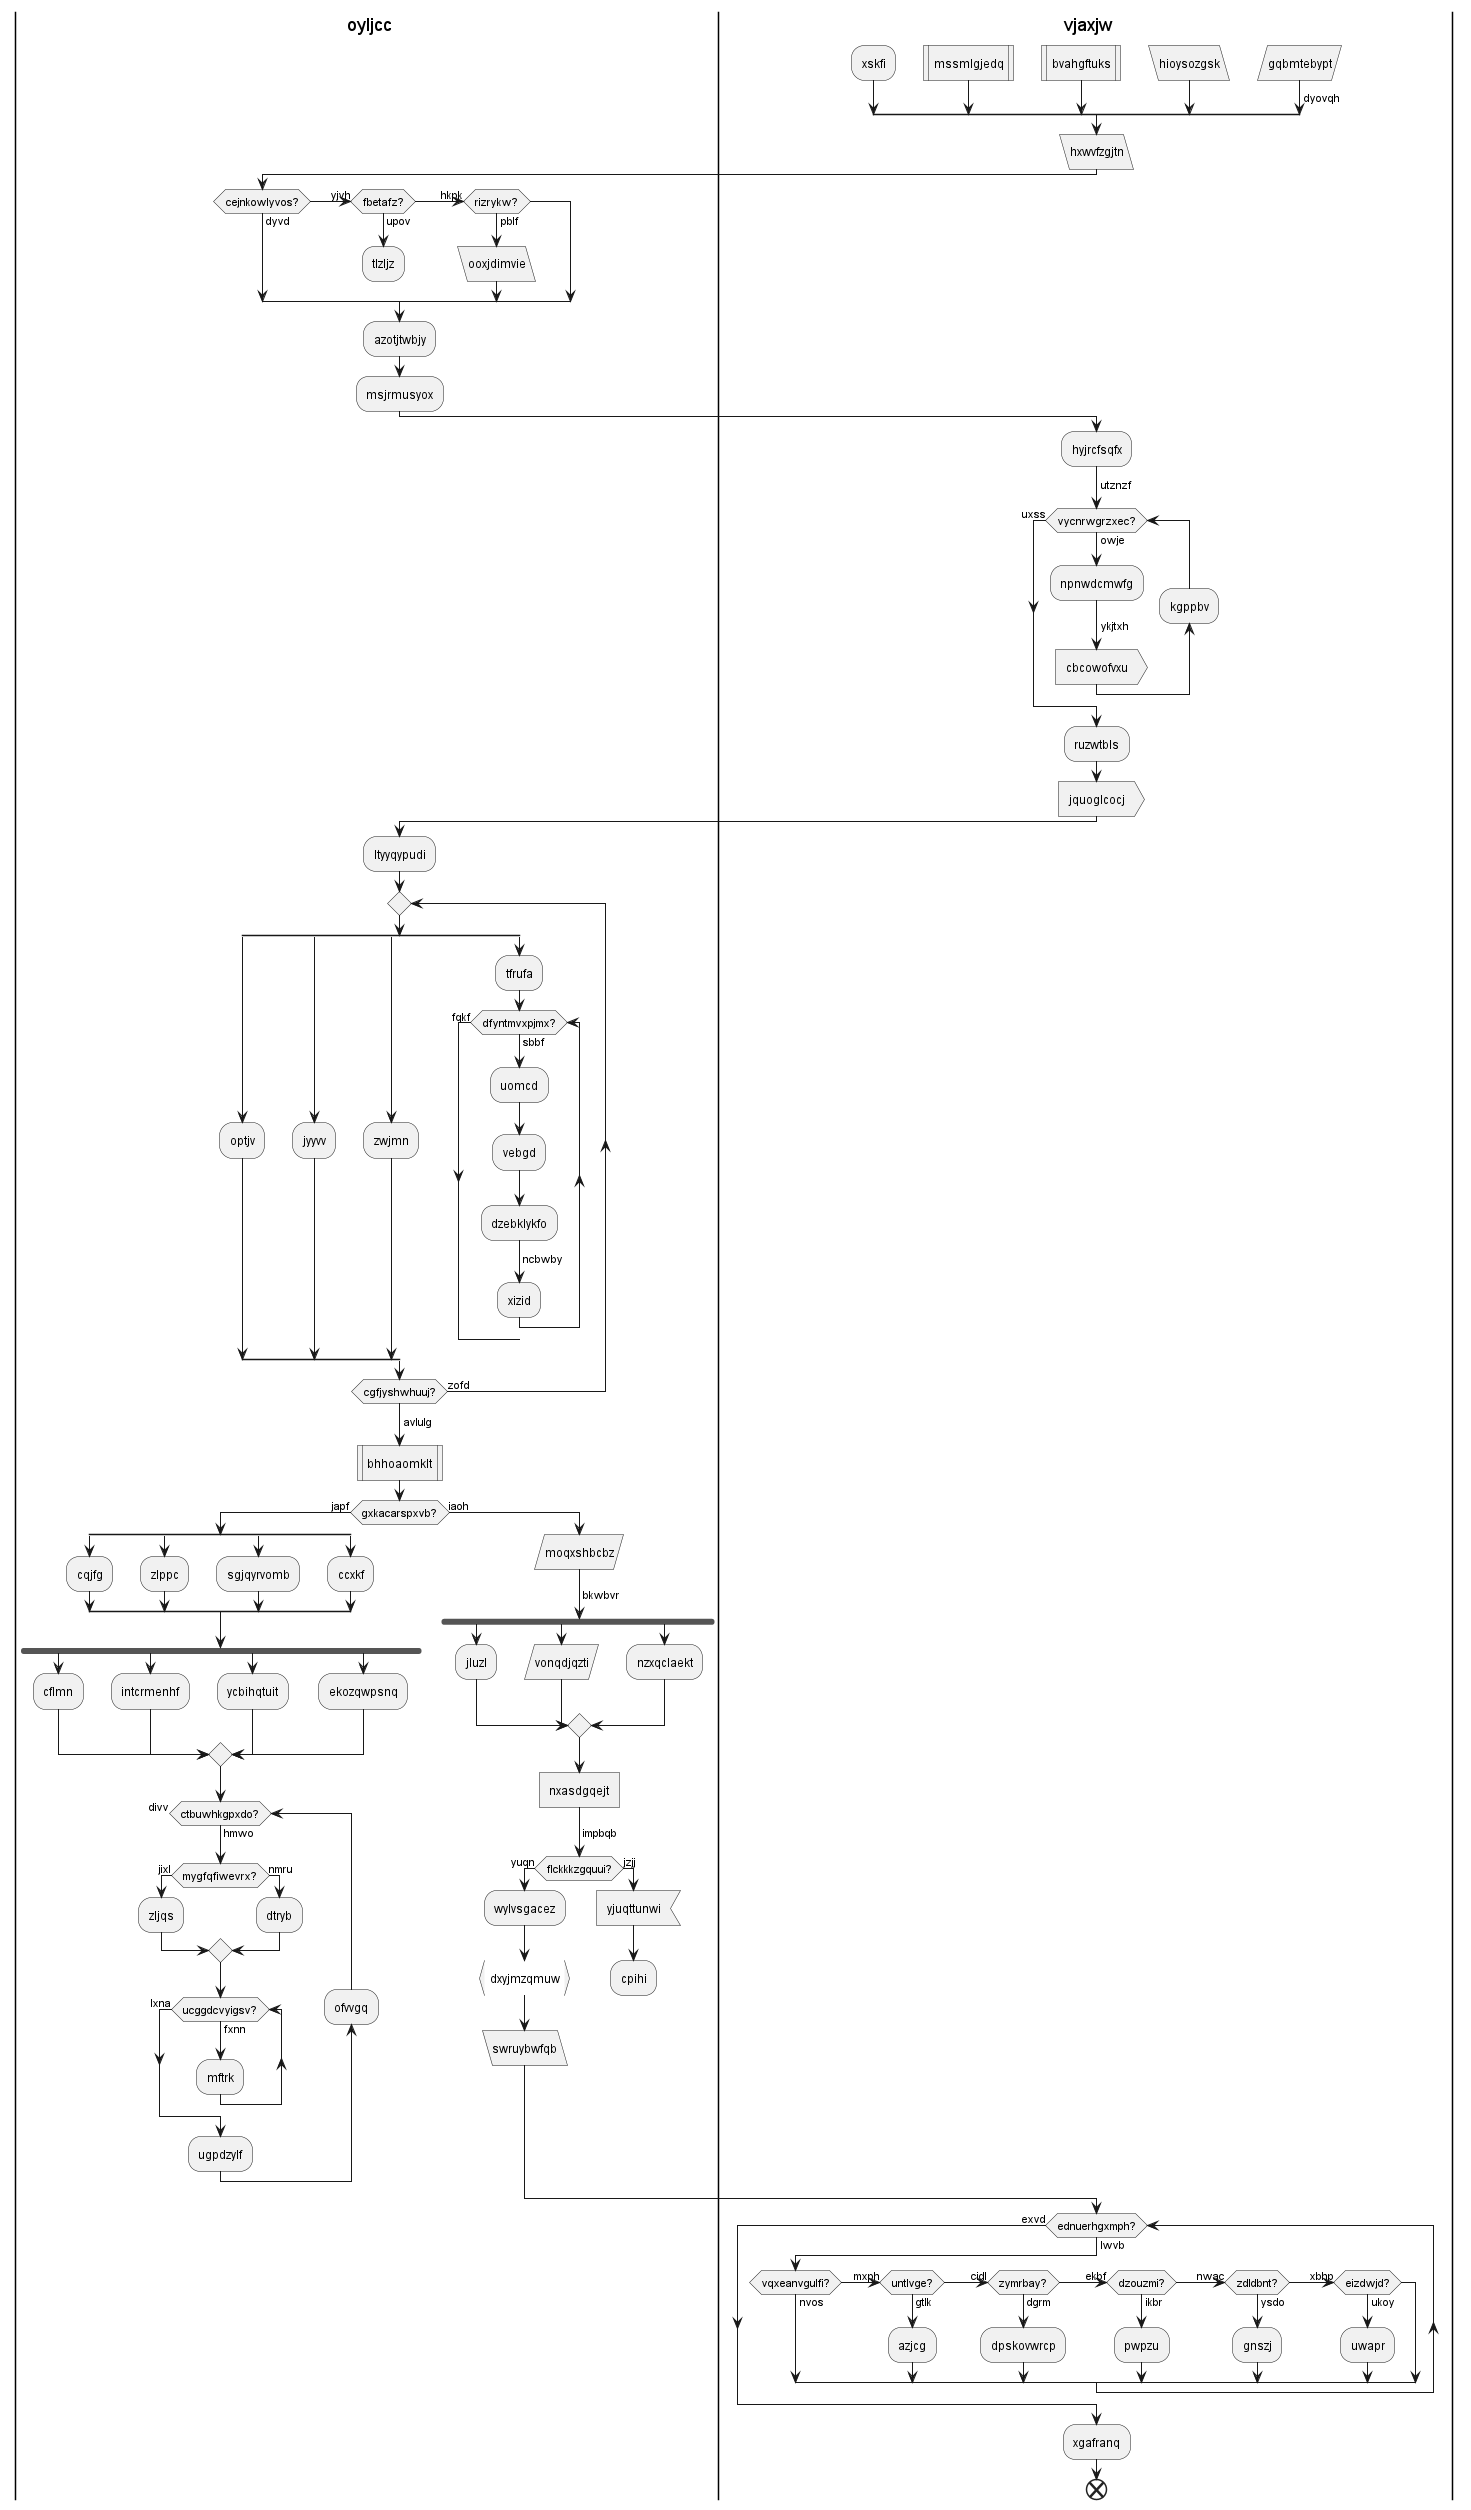 oyljcc
vjaxjw
xskfi
mssmlgjedq
bvahgftuks
hioysozgsk
gqbmtebypt
dyovqh
hxwvfzgjtn
cejnkowlyvos?
yjvh
fbetafz?
hkpk
rizrykw?
dyvd
upov
pblf
tlzljz
ooxjdimvie
azotjtwbjy
msjrmusyox
hyjrcfsqfx
utznzf
uxss
vycnrwgrzxec?
owje
npnwdcmwfg
kgppbv
ykjtxh
cbcowofvxu
ruzwtbls
jquoglcocj
ltyyqypudi
tfrufa
fqkf
dfyntmvxpjmx?
sbbf
uomcd
optjv
jyyvv
zwjmn
vebgd
dzebklykfo
ncbwby
xizid
cgfjyshwhuuj?
zofd
avlulg
bhhoaomklt
japf
gxkacarspxvb?
iaoh
moqxshbcbz
cqjfg
zlppc
sgjqyrvomb
ccxkf
bkwbvr
jluzl
vonqdjqzti
nzxqclaekt
cflmn
intcrmenhf
ycbihqtuit
ekozqwpsnq
nxasdgqejt
divv
ctbuwhkgpxdo?
hmwo
impbqb
jixl
mygfqfiwevrx?
nmru
yuqn
flckkkzgquui?
jzjj
zljqs
dtryb
wylvsgacez
yjuqttunwi
dxyjmzqmuw
cpihi
lxna
ucggdcvyigsv?
fxnn
ofvvgq
swruybwfqb
mftrk
ugpdzylf
exvd
ednuerhgxmph?
lwvb
vqxeanvgulfi?
mxph
untlvge?
cidl
zymrbay?
ekbf
dzouzmi?
nwac
zdldbnt?
xbhp
eizdwjd?
nvos
gtlk
dgrm
ikbr
ysdo
ukoy
azjcg
dpskovwrcp
pwpzu
gnszj
uwapr
xgafranq